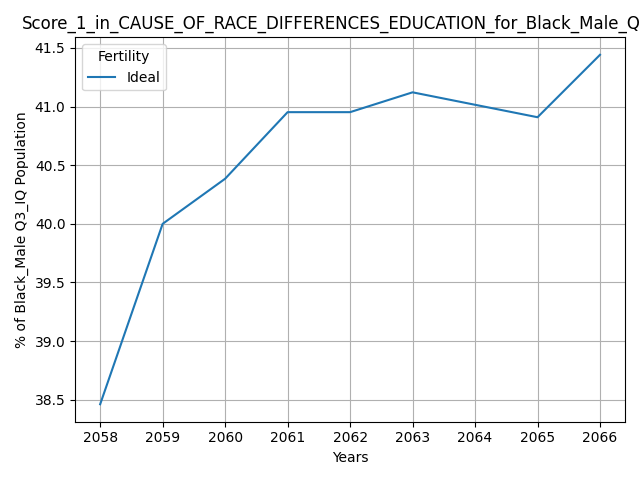 Score_1_in_CAUSE_OF_RACE_DIFFERENCES_EDUCATION_for_Black_Male_Q
Fertility
Ideal
% of Black_Male Q3_IQ Population
41.5
41.0
40.5
40.0
39.5
39.0
38.5
2058 2059 2060 2061 2062 2063 2064 2065 2066
Years